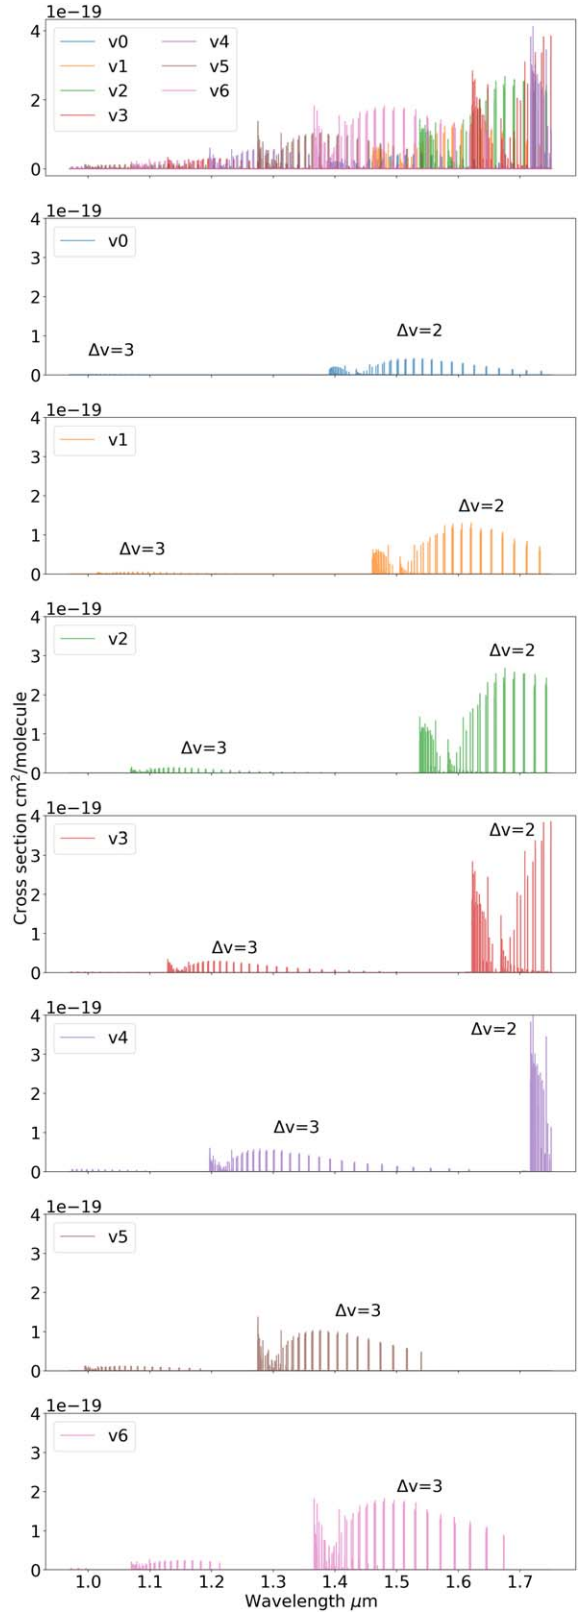 1e−19
4
2
0
v0 v4
v1 v5
v2 v6
v3
1e−19
4
3
2
1
0
v0
Δv=3
Δv=2
1e−19
4
3
2
1
0
v1
Δv=3
Δv=2
1e−19
4
3
2
1
0
v2
Δv=3
Δv=2
Cross section cm²/molecule
1e−19
4
3
2
1
0
v3
Δv=3
Δv=2
1e−19
4
3
2
1
0
v4
Δv=3
Δv=2
1e−19
4
3
2
1
0
v5
Δv=3
1e−19
4
3
2
1
0
v6
Δv=3
1.0 1.1 1.2 1.3 1.4 1.5 1.6 1.7
Wavelength μm